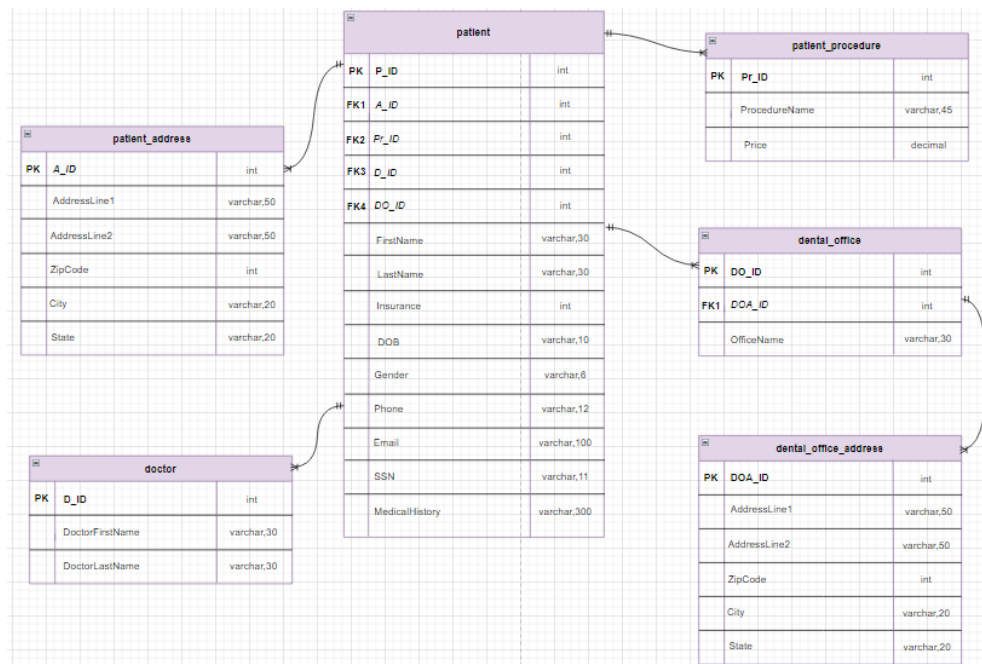 patient
PK P_ID int
FK1 A_ID int
FK2 Pr_ID int
FK3 D_ID int
FK4 DO_ID int
FirstName varchar,30
LastName varchar,30
Insurance int
DOB varchar,10
Gender varchar,6
Phone varchar,12
Email varchar,100
SSN varchar,11
MedicalHistory varchar,300
patient_procedure
PK Pr_ID int
ProcedureName varchar,45
Price decimal
patient_address
PK A_ID int
AddressLine1 varchar,50
AddressLine2 varchar,50
ZipCode int
City varchar,20
State varchar,20
dental_office
PK DO_ID int
FK1 DOA_ID int
OfficeName varchar,30
doctor
PK D_ID int
DoctorFirstName varchar,30
DoctorLastName varchar,30
dental_office_address
PK DOA_ID int
AddressLine1 varchar,50
AddressLine2 varchar,50
ZipCode int
City varchar,20
State varchar,20